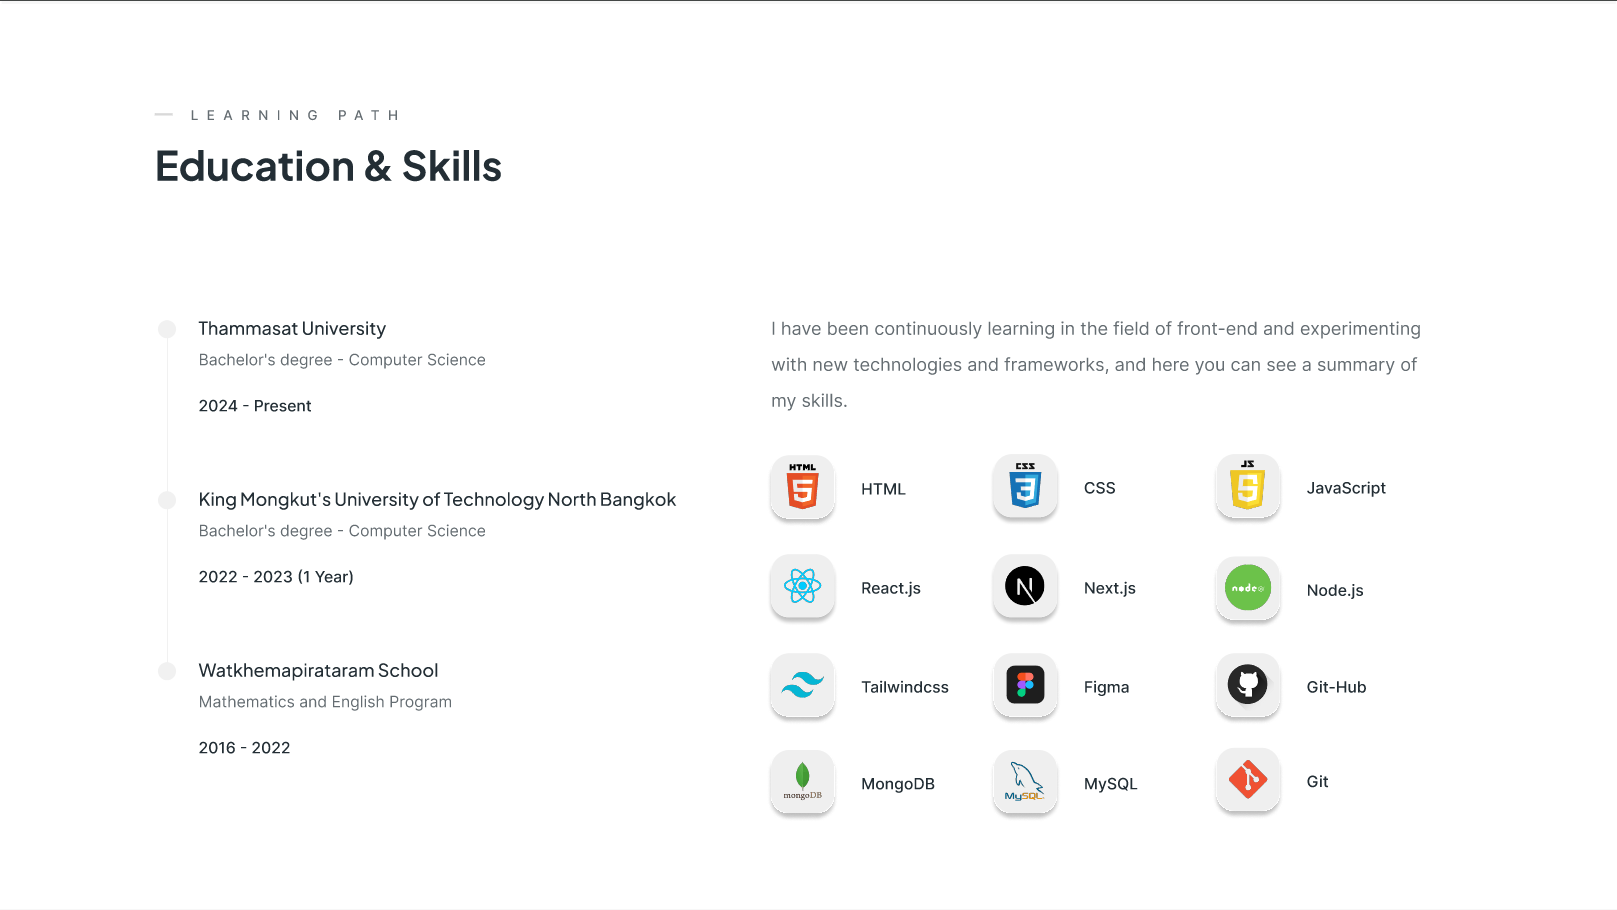 LEARNING PATH
Education & Skills
Thammasat University
Bachelor's degree - Computer Science
2024 - Present
King Mongkut's University of Technology North Bangkok
Bachelor's degree - Computer Science
2022 - 2023 (1 Year)
Watkhemapirataram School
Mathematics and English Program
2016 - 2022
I have been continuously learning in the field of front-end and experimenting
with new technologies and frameworks, and here you can see a summary of
my skills.
HTML
5
HTML
CSS
3
CSS
JS
5
JavaScript
React.js
N
Next.js
node
Node.js
Tailwindcss
Figma
Git-Hub
mongoDB
MongoDB
MySQL
MySQL
Git